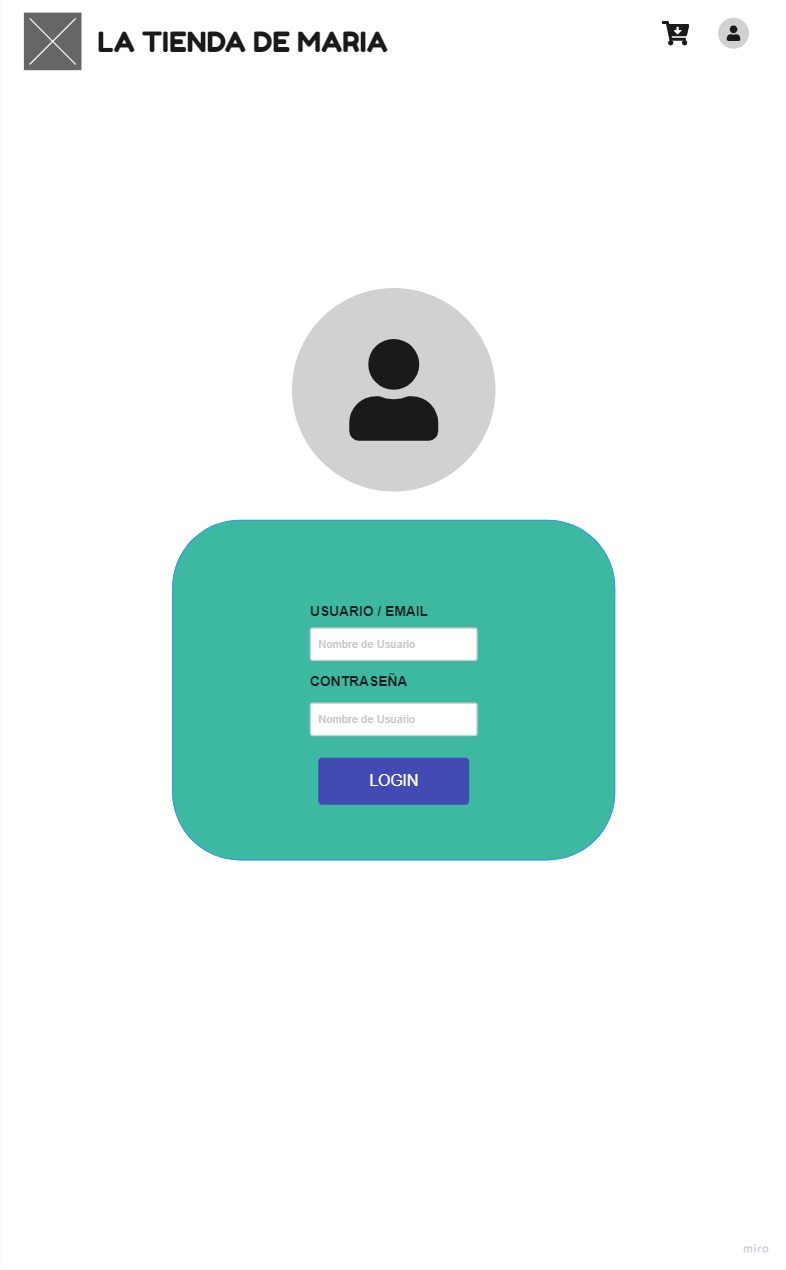 LA TIENDA DE MARIA
USUARIO / EMAIL
Nombre de Usuario
CONTRASEÑA
Nombre de Usuario
LOGIN
miro